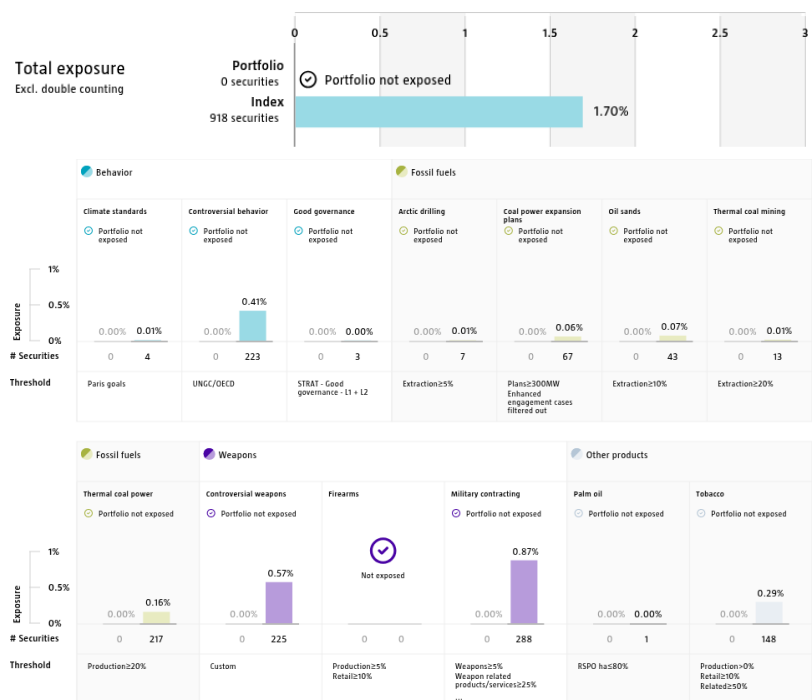 0 0.5 1 1.5 2 2.5 3
Total exposure
Excl. double counting
Portfolio
0 securities
Portfolio not exposed
Index
918 securities
1.70%
Behavior
Fossil fuels
Climate standards
Portfolio not
exposed
Controversial behavior
Portfolio not
exposed
Good governance
Portfolio not
exposed
Arctic drilling
Portfolio not
exposed
Coal power expansion
plans
Portfolio not
exposed
Oil sands
Portfolio not
exposed
Thermal coal mining
Portfolio not
exposed
Exposure
1%
0.5%
0%
0.00% 0.01%
0.00% 0.41%
0.00% 0.00%
0.00% 0.01%
0.00% 0.06%
0.00% 0.07%
0.00% 0.01%
# Securities 0 4 0 223 0 3 0 7 0 67 0 43 0 13
Threshold
Paris goals
UNGC/OECD
STRAT - Good
governance - L1 + L2
Extraction≥5%
Plans≥300MW
Enhanced
engagement cases
filtered out
Extraction≥10%
Extraction≥20%
Fossil fuels
Weapons
Other products
Thermal coal power
Portfolio not exposed
Controversial weapons
Portfolio not exposed
Firearms
Not exposed
Military contracting
Portfolio not exposed
Palm oil
Portfolio not exposed
Tobacco
Portfolio not exposed
Exposure
1%
0.5%
0%
0.00% 0.16%
0.00% 0.57%
0.00% 0.87%
0.00% 0.00%
0.00% 0.29%
# Securities 0 217 0 225 0 0 0 288 0 1 0 148
Threshold
Production≥20%
Custom
Production≥5%
Retail≥10%
Weapons≥5%
Weapon related
products/services≥25%
RSPO ha≤80%
Production>0%
Retail≥10%
Related≥50%